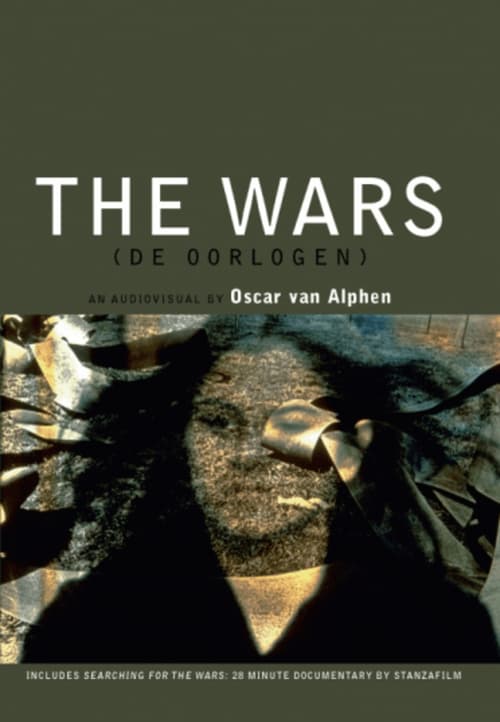 THE WARS
(DE OORLOGEN)
AN AUDIOVISUAL BY Oscar van Alphen
INCLUDES SEARCHING FOR THE WARS: 28 MINUTE DOCUMENTARY BY STANZAFILM